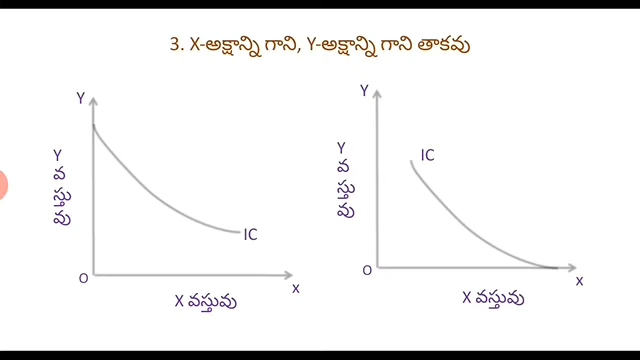 3. X-అక్షాన్ని గాని, Y-అక్షాన్ని గాని తాకవు
Y
Y వస్తువు
IC
O
X
X వస్తువు
Y
Y వస్తువు
IC
O
X
X వస్తువు